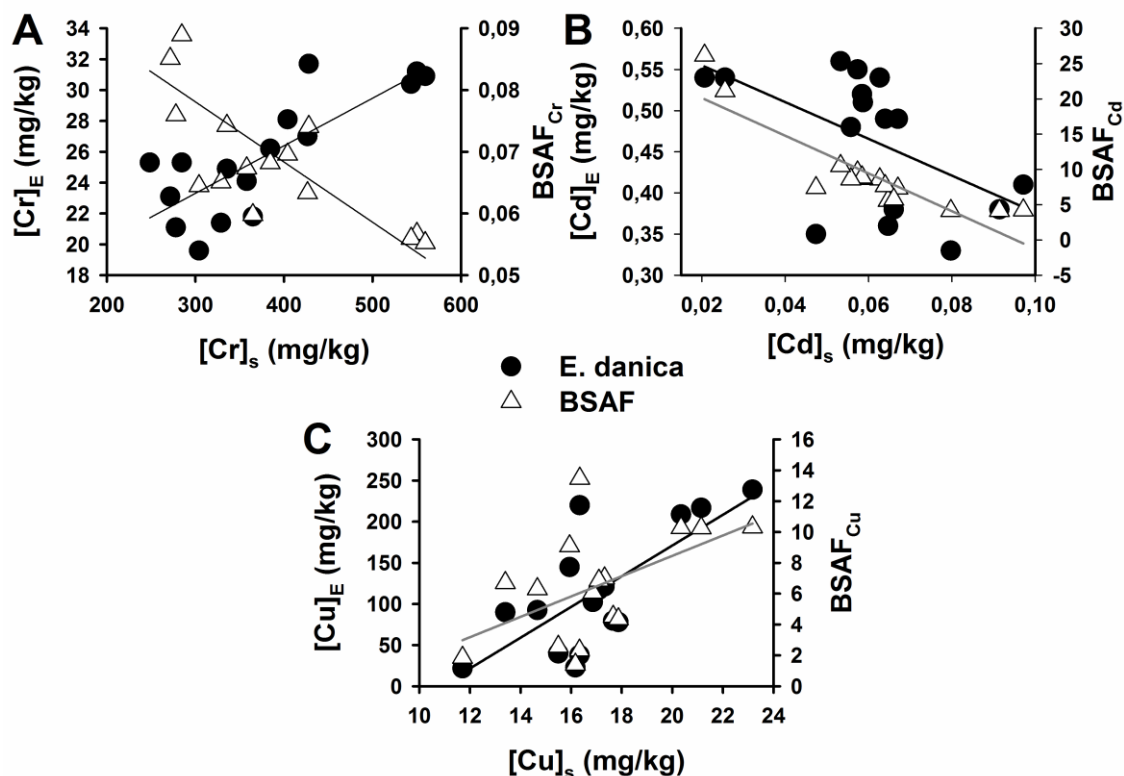 A
34
32
30
28
26
24
22
20
18
[Cr]E (mg/kg)
0,09
0,08
0,07
0,06
0,05
BSAFCr
200 300 400 500 600
[Cr]s (mg/kg)
B
0,60
0,55
0,50
0,45
0,40
0,35
0,30
[Cd]E (mg/kg)
30
25
20
15
10
5
0
-5
BSAFCd
0,02 0,04 0,06 0,08 0,10
[Cd]s (mg/kg)
E. danica
BSAF
C
300
250
200
150
100
50
0
[Cu]E (mg/kg)
16
14
12
10
8
6
4
2
0
BSAFCu
10 12 14 16 18 20 22 24
[Cu]s (mg/kg)